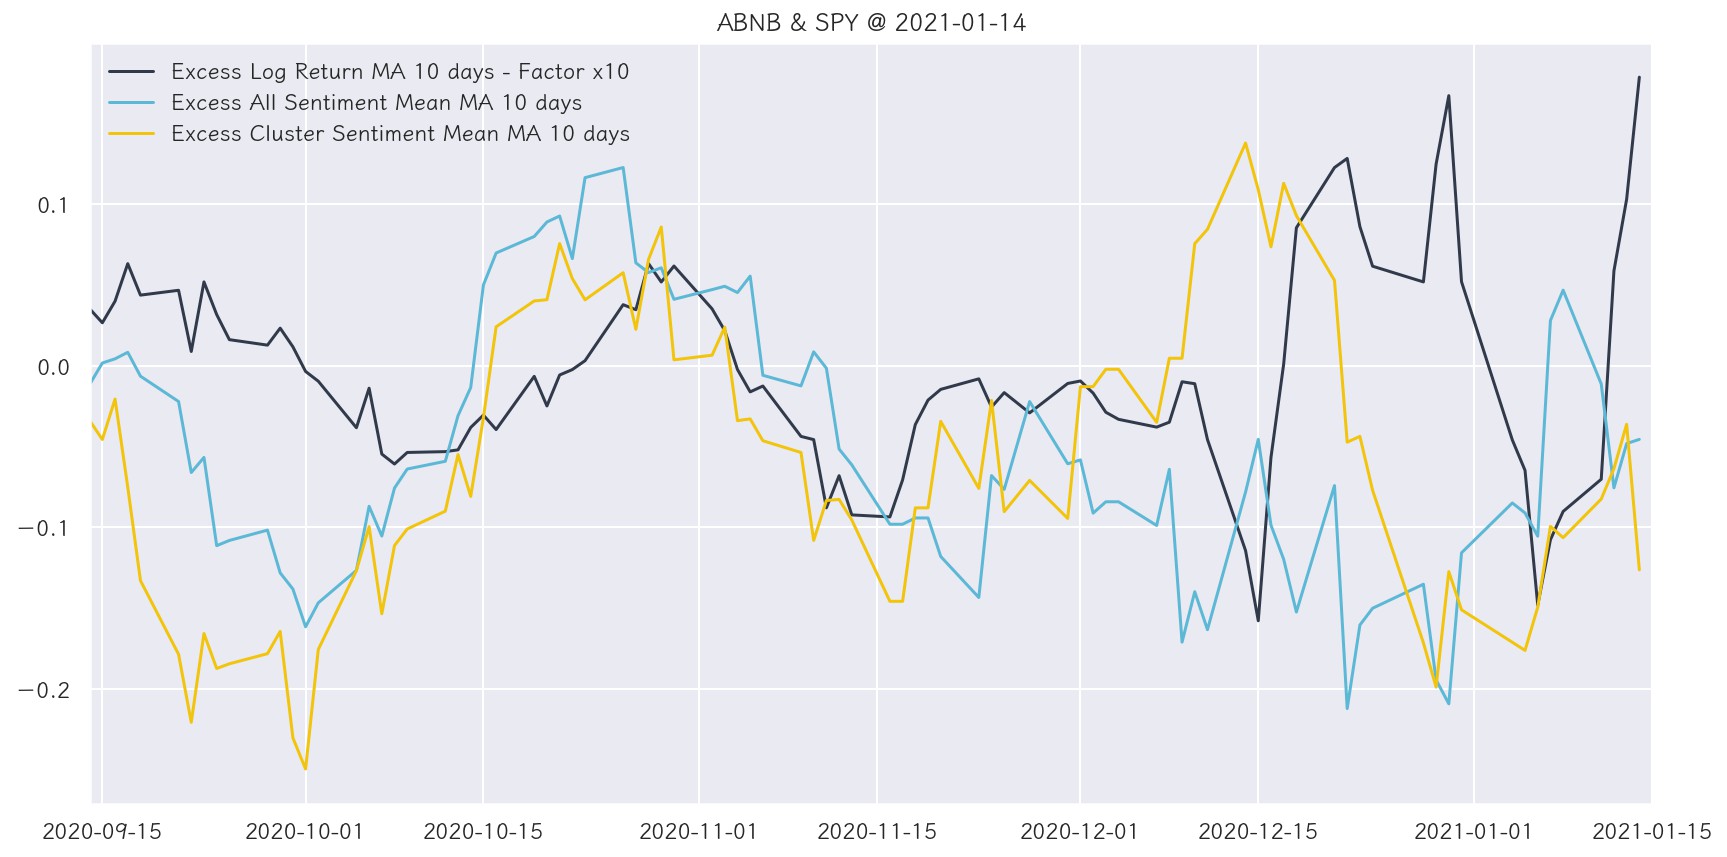 ABNB & SPY @ 2021-01-14
Excess Log Return MA 10 days - Factor x10
Excess All Sentiment Mean MA 10 days
Excess Cluster Sentiment Mean MA 10 days
0.1
0.0
−0.1
−0.2
2020-09-15 2020-10-01 2020-10-15 2020-11-01 2020-11-15 2020-12-01 2020-12-15 2021-01-01 2021-01-15